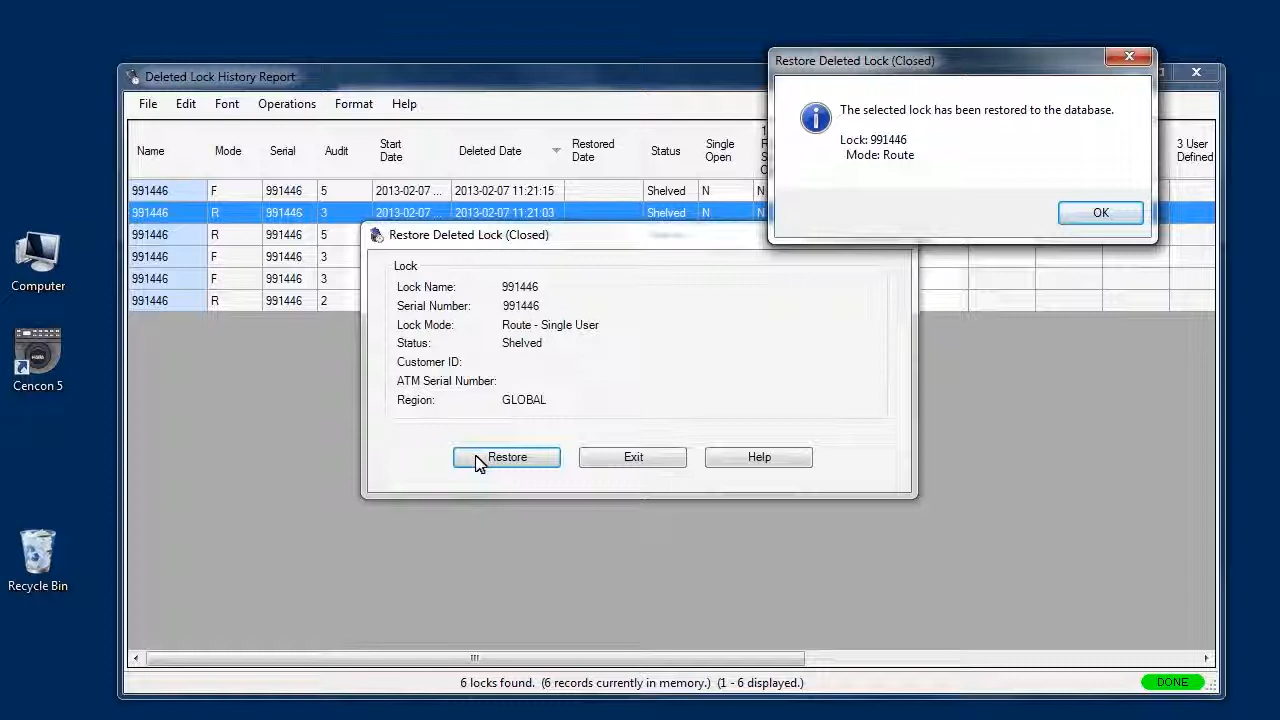 Deleted Lock History Report
File Edit Font Operations Format Help
Name Mode Serial Audit Start Date Deleted Date Restored Date Status Single Open 3 User Defined
991446 F 991446 5 2013-02-07 ... 2013-02-07 11:21:15 Shelved N N
991446 R 991446 3 2013-02-07 ... 2013-02-07 11:21:03 Shelved N N
991446 R 991446 5
991446 F 991446 3
991446 F 991446 3
991446 R 991446 2
Restore Deleted Lock (Closed)
The selected lock has been restored to the database.
Lock: 991446
Mode: Route
OK
Restore Deleted Lock (Closed)
Lock
Lock Name: 991446
Serial Number: 991446
Lock Mode: Route - Single User
Status: Shelved
Customer ID:
ATM Serial Number:
Region: GLOBAL
Restore Exit Help
Computer
Cencon 5
Recycle Bin
6 locks found. (6 records currently in memory.) (1 - 6 displayed.)
DONE